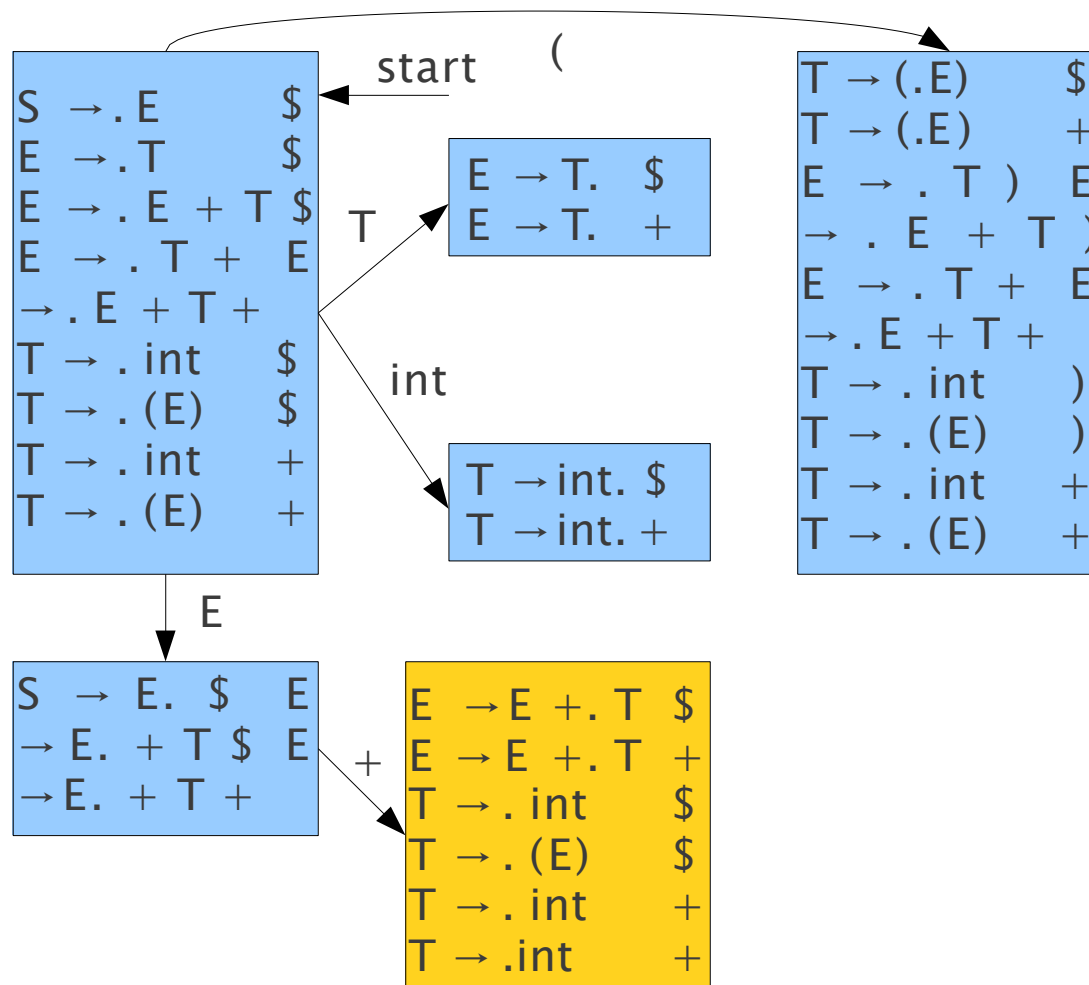 (
start
S → . E $
E → . T $
E → . E + T $
E → . T + E
→ . E + T +
T → . int $
T → . (E) $
T → . int +
T → . (E) +
T
E → T. $
E → T. +
int
T → int. $
T → int. +
T → (.E) $
T → (.E) +
E → . T ) E
→ . E + T )
E → . T + E
→ . E + T +
T → . int )
T → . (E) )
T → . int +
T → . (E) +
E
S → E. $ E
→ E. + T $ E
→ E. + T +
+
E → E +. T $
E → E +. T +
T → . int $
T → . (E) $
T → . int +
T → .int +